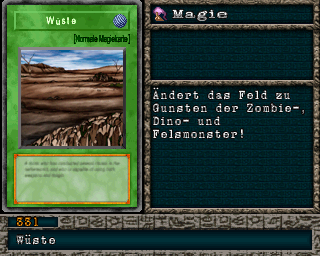 Wüste
[Normale Magiekarte]
Magie
Ändert das Feld zu
Gunsten der Zombie-,
Dino- und
Felsmonster!
331
Wüste